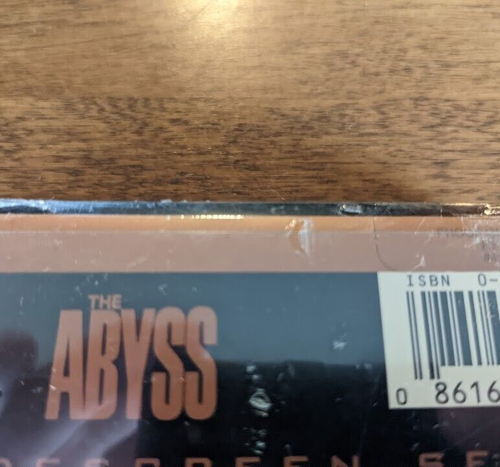 THE
ABYSS
ISBN 0-
0 8616